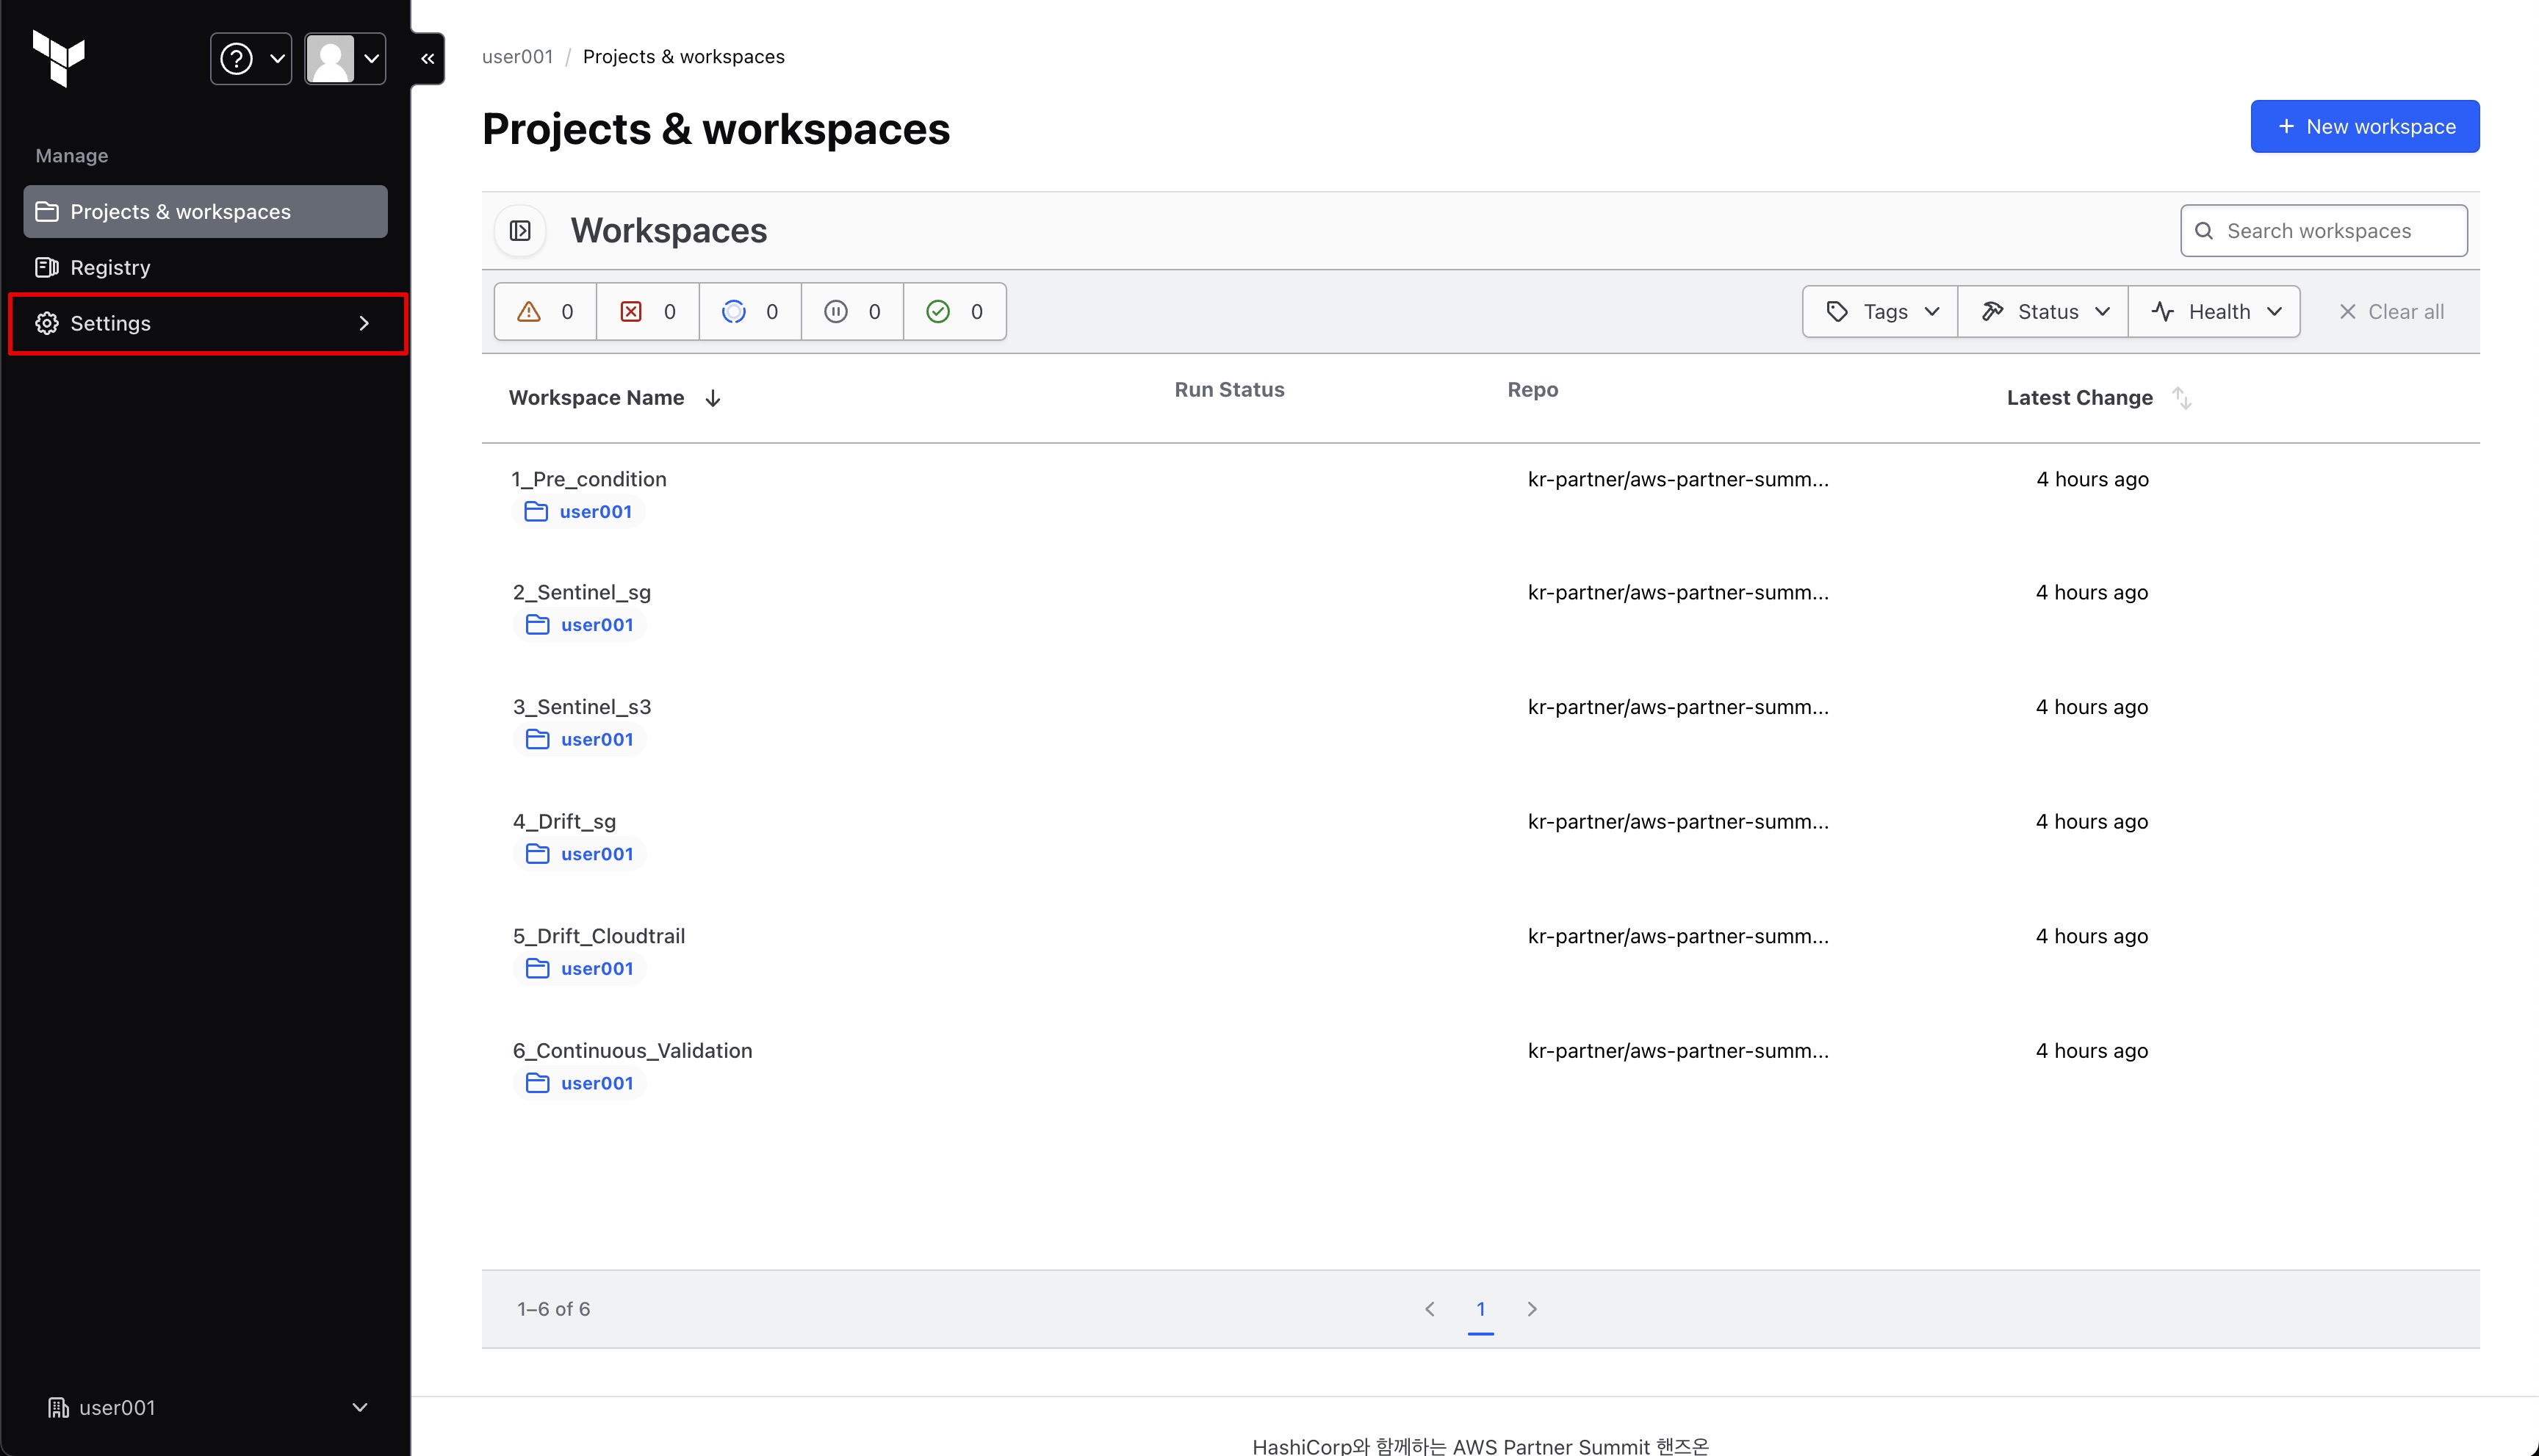 Manage
Projects & workspaces
Registry
Settings
user001
user001 / Projects & workspaces
Projects & workspaces
+ New workspace
Workspaces
Search workspaces
0 0 0 0 0
Tags Status Health Clear all
Workspace Name Run Status Repo Latest Change
1_Pre_condition kr-partner/aws-partner-summ... 4 hours ago
user001
2_Sentinel_sg kr-partner/aws-partner-summ... 4 hours ago
user001
3_Sentinel_s3 kr-partner/aws-partner-summ... 4 hours ago
user001
4_Drift_sg kr-partner/aws-partner-summ... 4 hours ago
user001
5_Drift_Cloudtrail kr-partner/aws-partner-summ... 4 hours ago
user001
6_Continuous_Validation kr-partner/aws-partner-summ... 4 hours ago
user001
1–6 of 6 1
HashiCorp와 함께하는 AWS Partner Summit 핸즈온